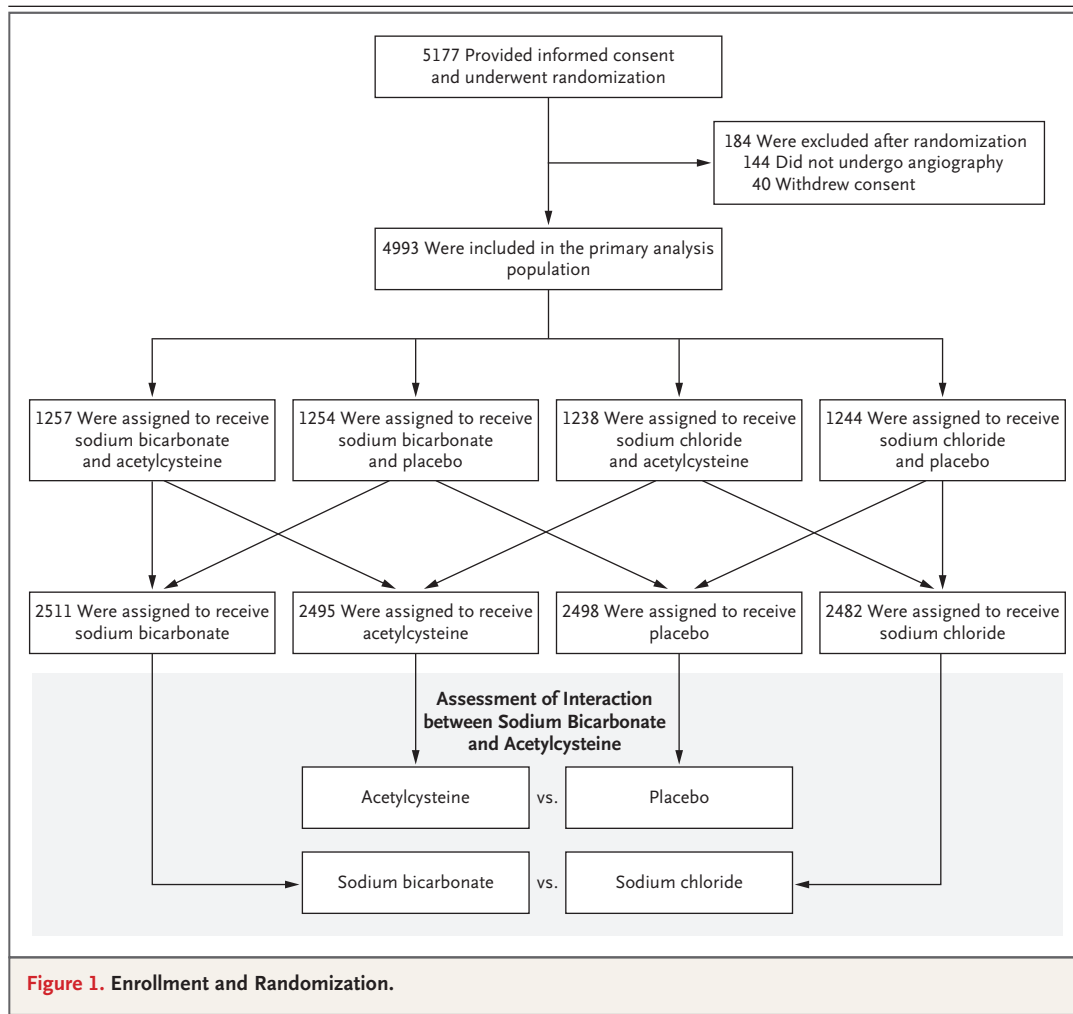 5177 Provided informed consent
and underwent randomization
184 Were excluded after randomization
144 Did not undergo angiography
40 Withdrew consent
4993 Were included in the primary analysis
population
1257 Were assigned to receive
sodium bicarbonate
and acetylcysteine
1254 Were assigned to receive
sodium bicarbonate
and placebo
1238 Were assigned to receive
sodium chloride
and acetylcysteine
1244 Were assigned to receive
sodium chloride
and placebo
2511 Were assigned to receive
sodium bicarbonate
2495 Were assigned to receive
acetylcysteine
2498 Were assigned to receive
placebo
2482 Were assigned to receive
sodium chloride
Assessment of Interaction
between Sodium Bicarbonate
and Acetylcysteine
Acetylcysteine vs. Placebo
Sodium bicarbonate vs. Sodium chloride
Figure 1. Enrollment and Randomization.